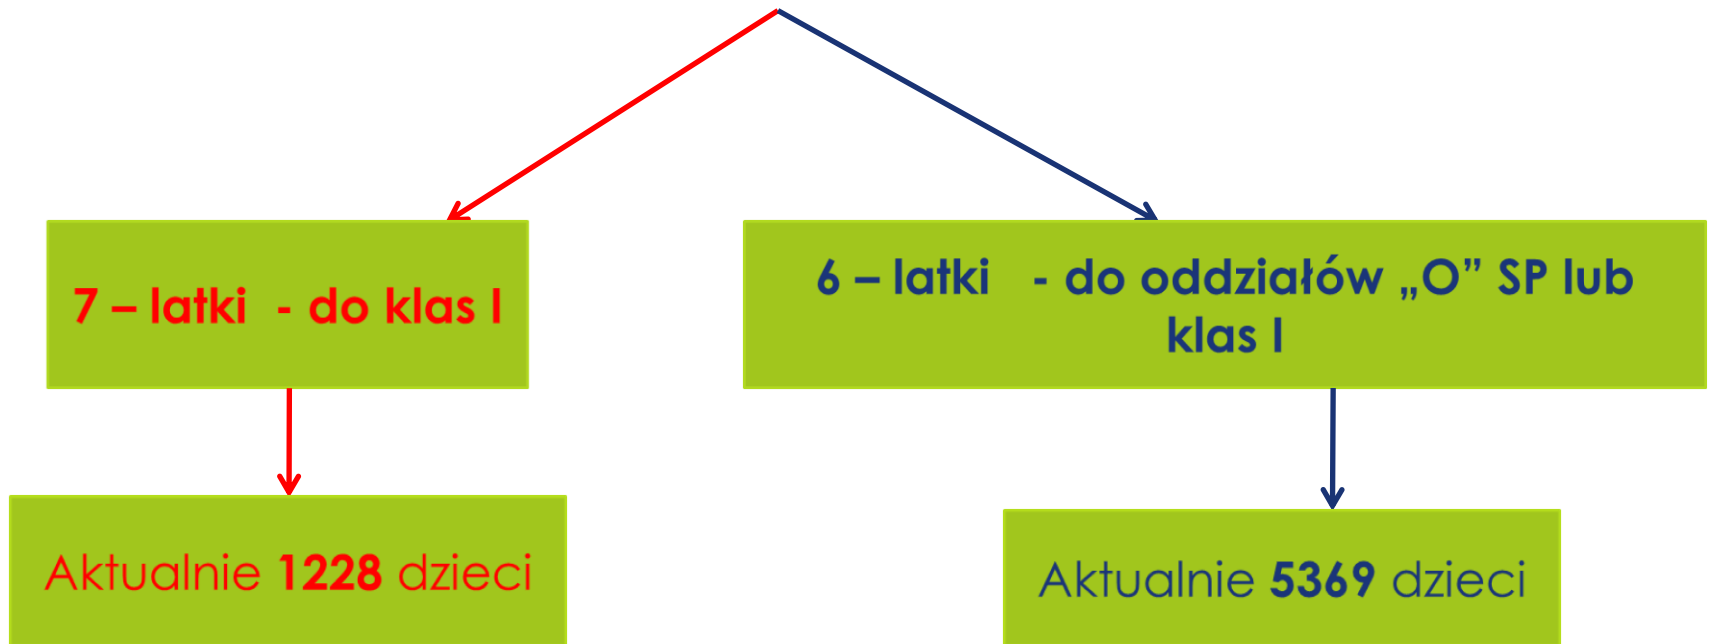 7 – latki - do klas I
6 – latki - do oddziałów „O” SP lub
klas I
Aktualnie 1228 dzieci
Aktualnie 5369 dzieci